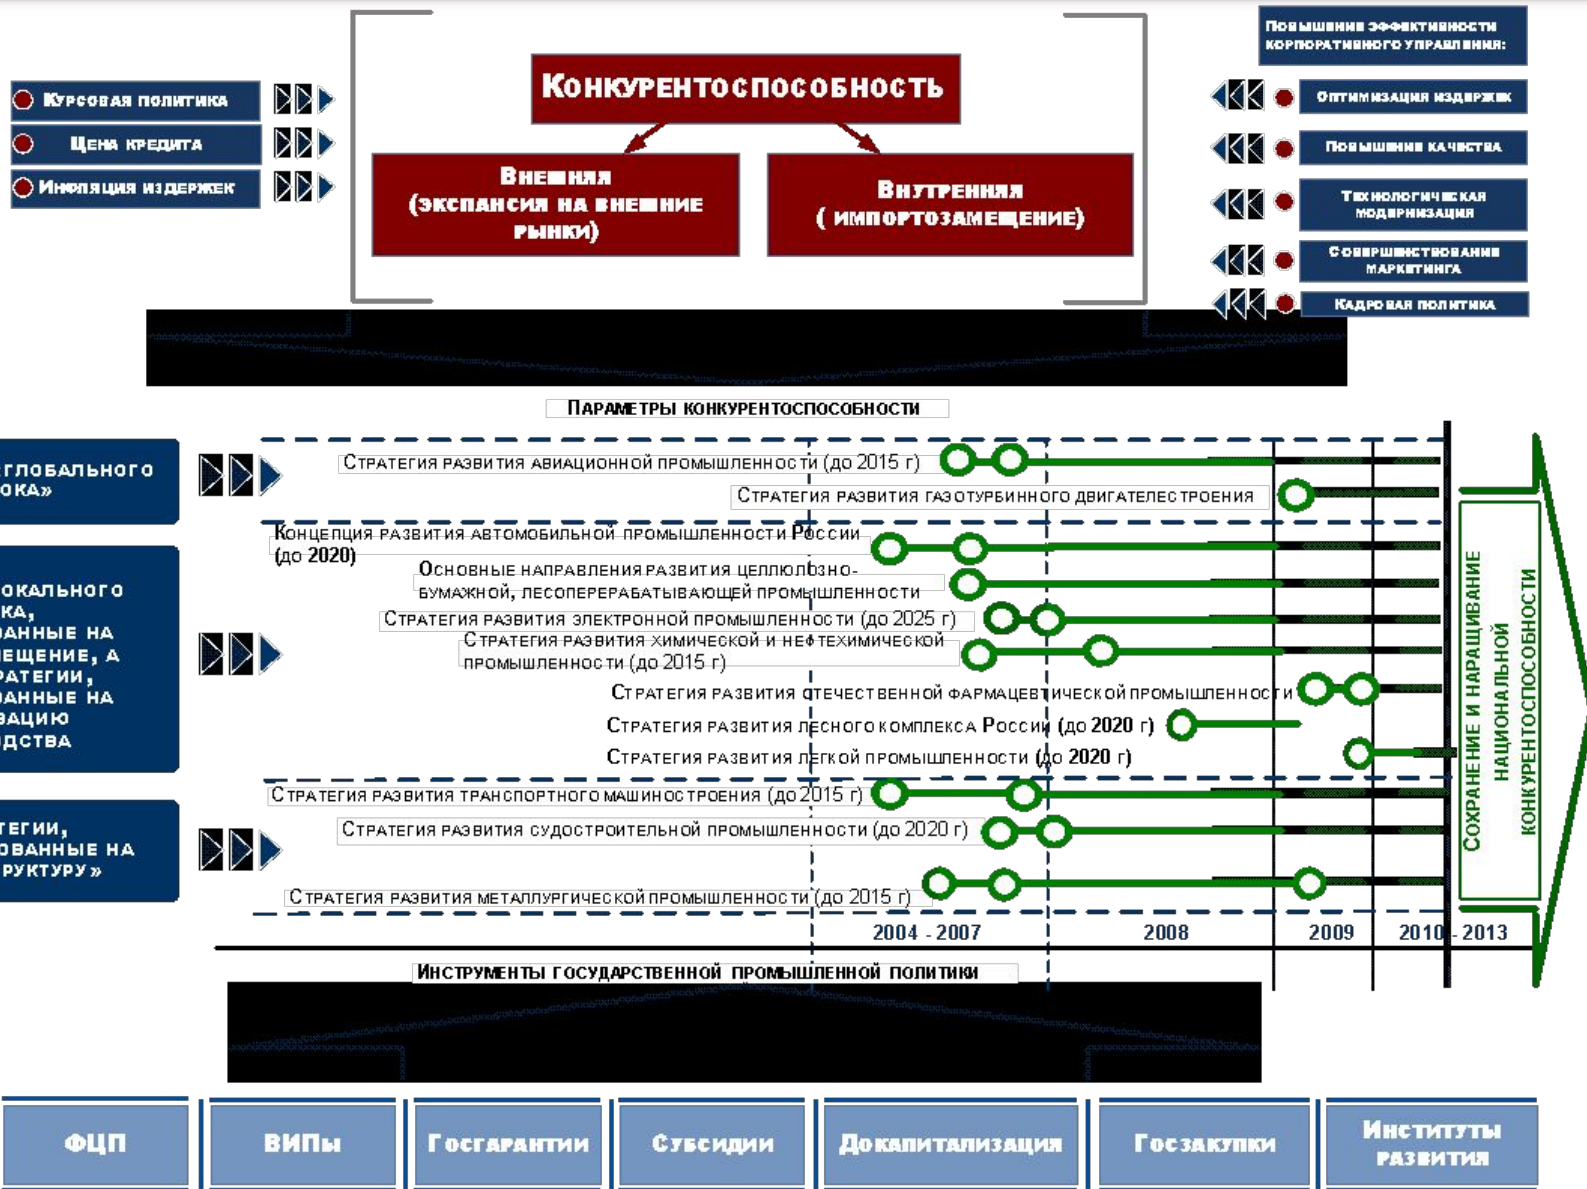 Курсовая политика
Цена кредита
Инфляция издержек
Конкурентоспособность
Внешняя
(экспансия на внешние
рынки)
Внутренняя
( импортозамещение)
Повышение эффективности
корпоративного управления:
Оптимизация издержек
Повышение качества
Технологическая
модернизация
Совершенствование
маркетинга
Кадровая политика
Параметры конкурентоспособности
глобального
ока»
окального
ка,
ванные на
ещение, а
ратегии,
ванные на
зацию
дства
тегии,
ованные на
руктуру»
Стратегия развития авиационной промышленности (до 2015 г)
Стратегия развития газотурбинного двигателестроения
Концепция развития автомобильной промышленности России
(до 2020)
Основные направления развития целлюлозно-
бумажной, лесоперерабатывающей промышленности
Стратегия развития электронной промышленности (до 2025 г)
Стратегия развития химической и нефтехимической
промышленности (до 2015 г)
Стратегия развития отечественной фармацевтической промышленности
Стратегия развития лесного комплекса России (до 2020 г)
Стратегия развития легкой промышленности (до 2020 г)
Стратегия развития транспортного машиностроения (до 2015 г)
Стратегия развития судостроительной промышленности (до 2020 г)
Стратегия развития металлургической промышленности (до 2015 г)
2004 - 2007
2008
2009
2010 - 2013
Сохранение и наращивание
национальной
конкурентоспособности
Инструменты государственной промышленной политики
ФЦП
ВИПы
Госгарантии
Субсидии
Докапитализация
Госзакупки
Институты
развития